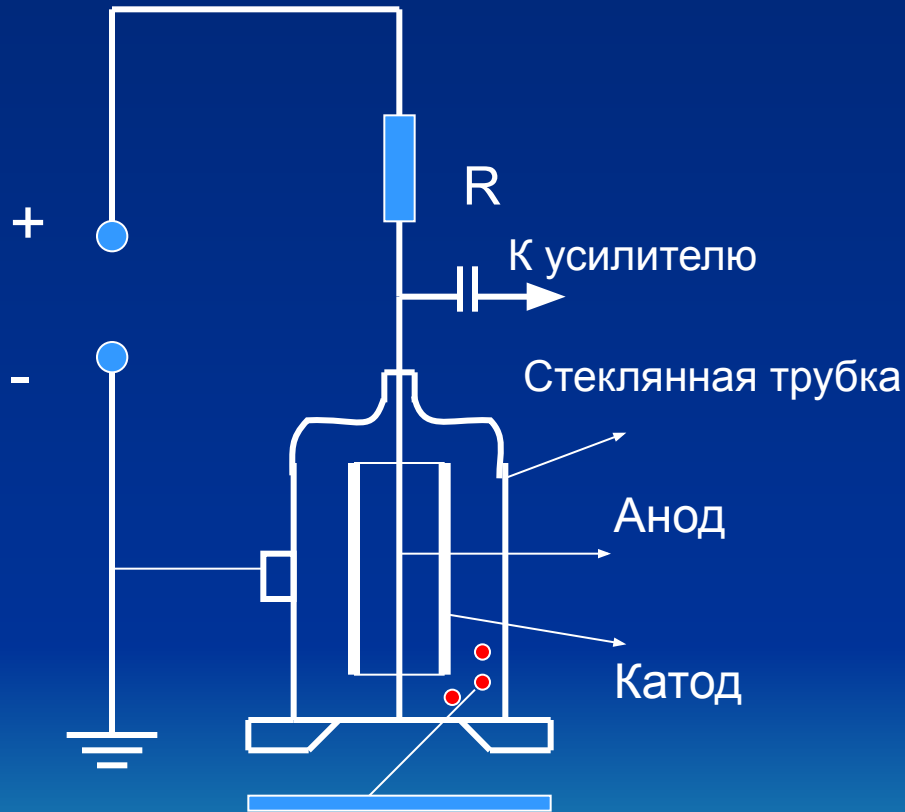 R
+
К усилителю
-
Стеклянная трубка
Анод
Катод